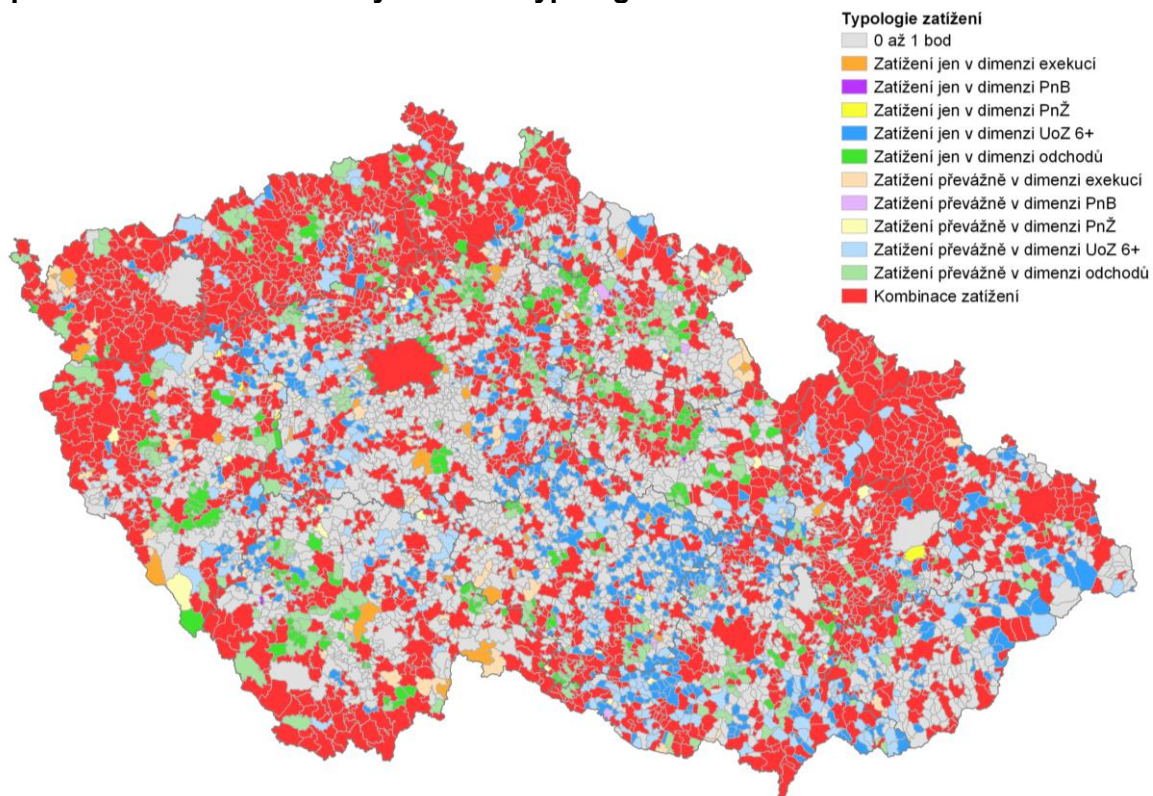 Typologie zatížení
0 až 1 bod
Zatížení jen v dimenzi exekucí
Zatížení jen v dimenzi PnB
Zatížení jen v dimenzi PnŽ
Zatížení jen v dimenzi UoZ 6+
Zatížení jen v dimenzi odchodů
Zatížení převážně v dimenzi exekucí
Zatížení převážně v dimenzi PnB
Zatížení převážně v dimenzi PnŽ
Zatížení převážně v dimenzi UoZ 6+
Zatížení převážně v dimenzi odchodů
Kombinace zatížení